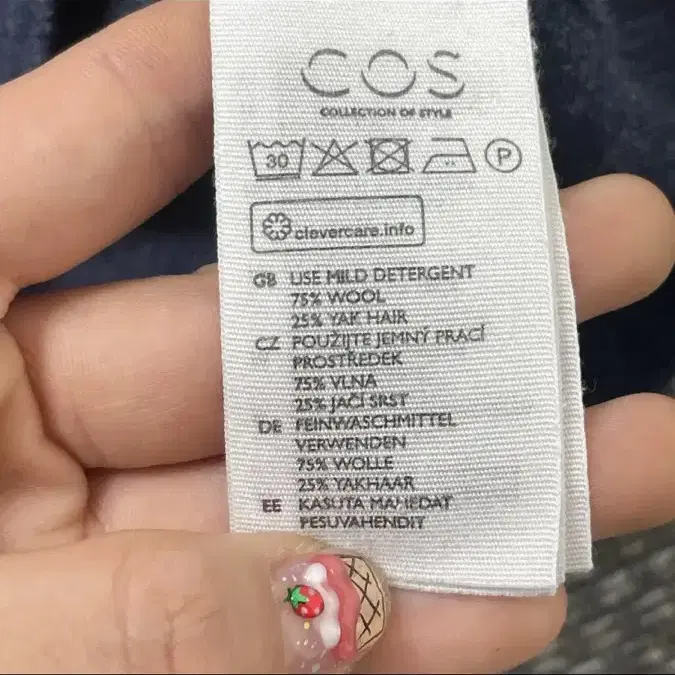 COS
COLLECTION OF STYLE
30 P
clevercare.info
GB USE MILD DETERGENT
75% WOOL
25% YAK HAIR
CZ POUŽIJTE JEMNÝ PRACÍ
PROSTŘEDEK
75% VLNA
25% JAČÍ SRST
DE FEINWASCHMITTEL
VERWENDEN
75% WOLLE
25% YAKHAAR
EE KASUTA MAHEDAT
PESUVAHENDIT